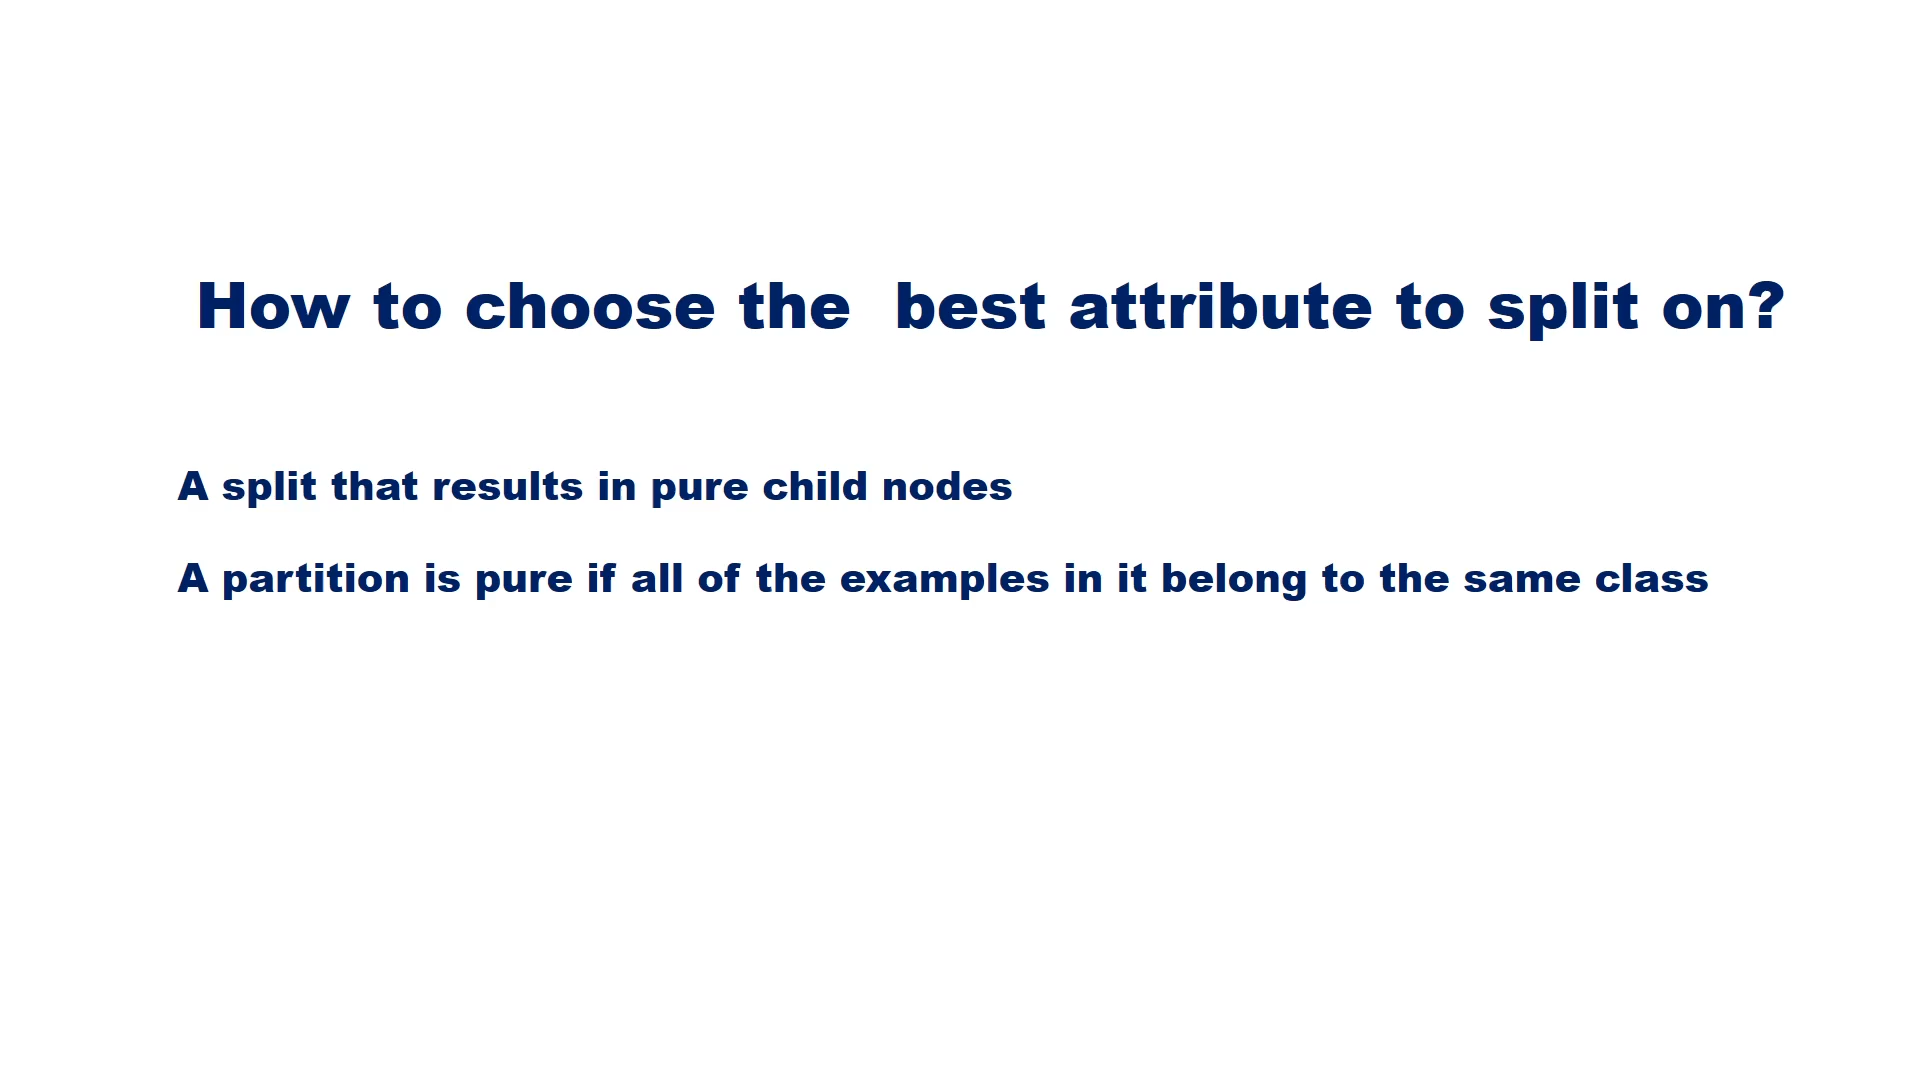 How to choose the  best attribute to split on?
A split that results in pure child nodes
A partition is pure if all of the examples in it belong to the same class